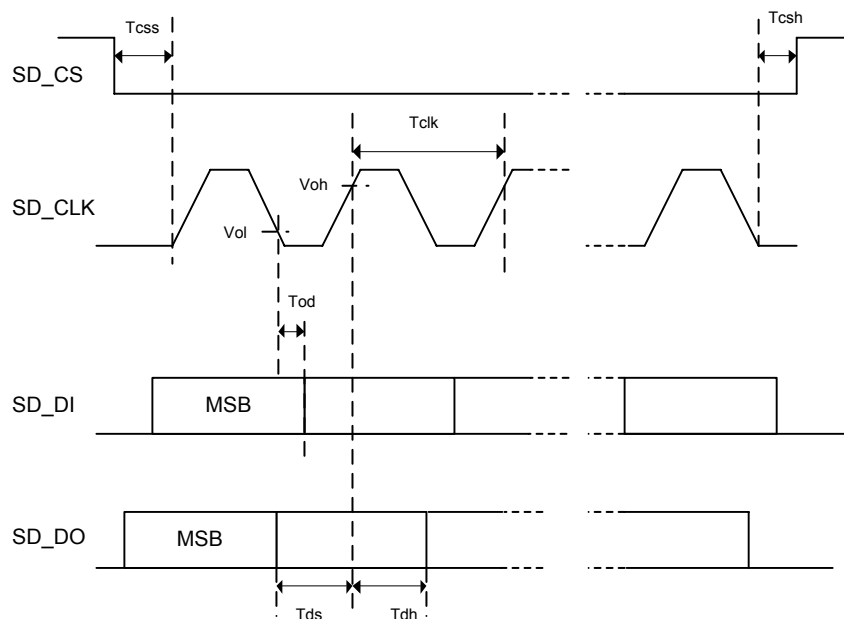 Tcss
Tcsh
SD_CS
Tclk
Voh
SD_CLK
Vol
Tod
SD_DI
MSB
SD_DO
MSB
Tds
Tdh